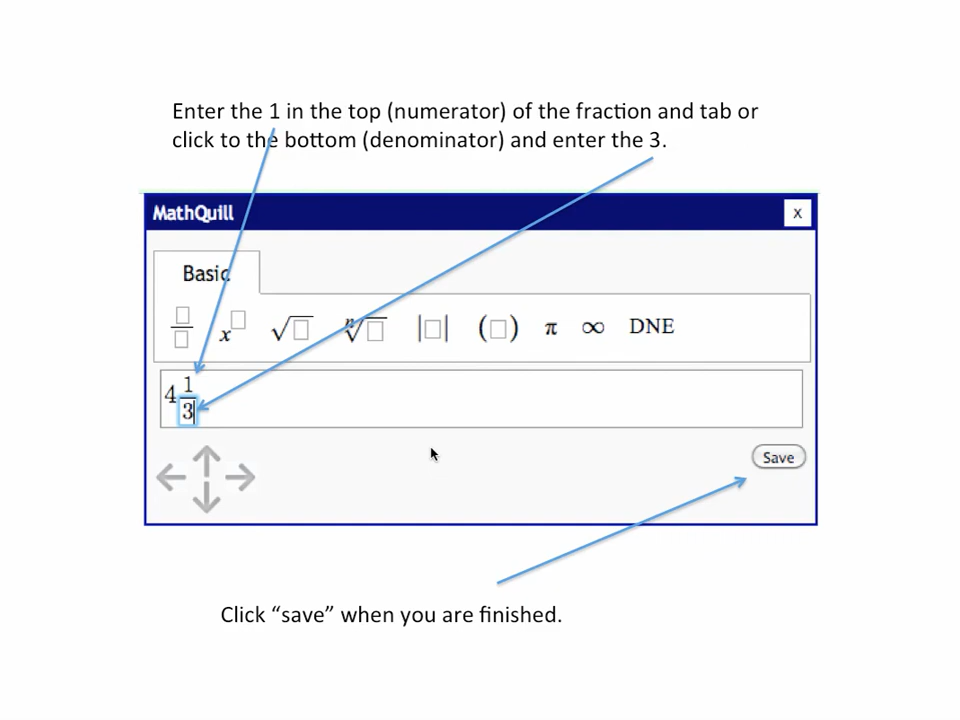 Enter the 1 in the top (numerator) of the fraction and tab or
click to the bottom (denominator) and enter the 3.
MathQuill x
Basic
x n√ |□| (□) π ∞ DNE
4 1/3
Save
Click “save” when you are finished.